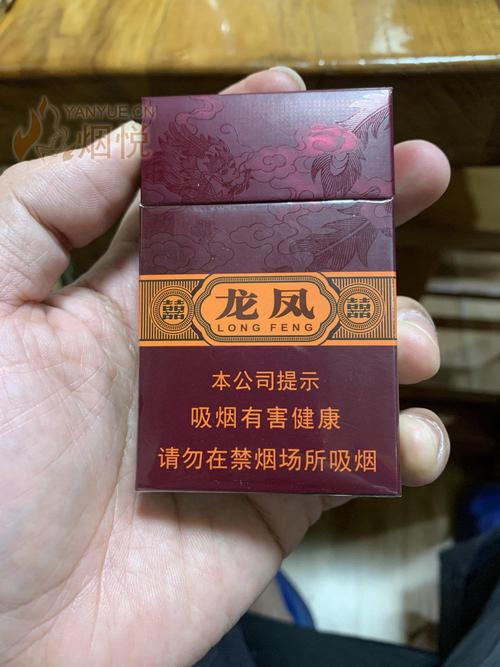 YANYUE.CN
烟悦
囍 龙凤 囍
LONG FENG
本公司提示
吸烟有害健康
请勿在禁烟场所吸烟